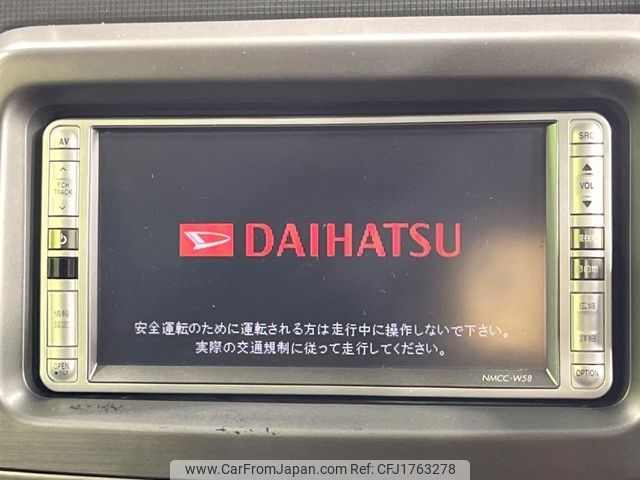 AV
SRC
P.CH
TRACK
VOL
DAIHATSU
現在地
目的地
情報
設定
広域
詳細
安全運転のために運転される方は走行中に操作しないで下さい。
実際の交通規制に従って走行してください。
OPEN
TILT
OPTION
NMCC-W58
www.CarFromJapan.com - CFJ1763278